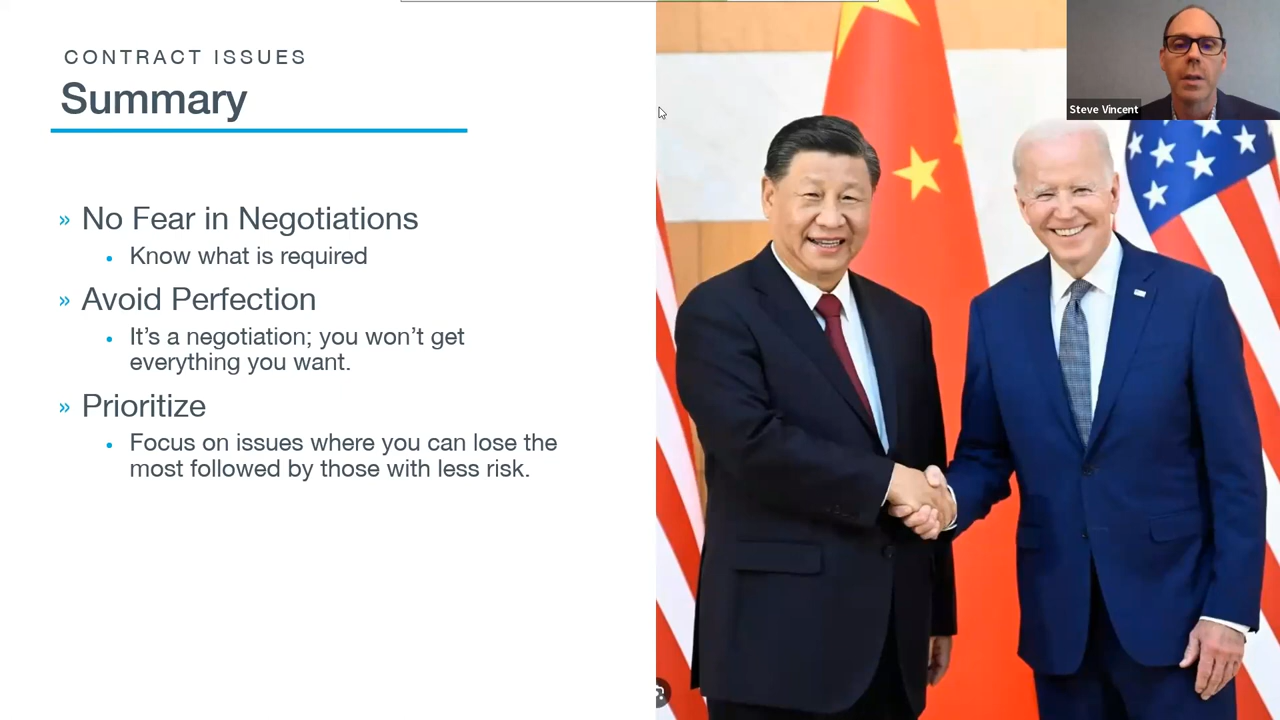 CONTRACT ISSUES
Summary
» No Fear in Negotiations
• Know what is required
» Avoid Perfection
• It’s a negotiation; you won’t get
everything you want.
» Prioritize
• Focus on issues where you can lose the
most followed by those with less risk.
Steve Vincent